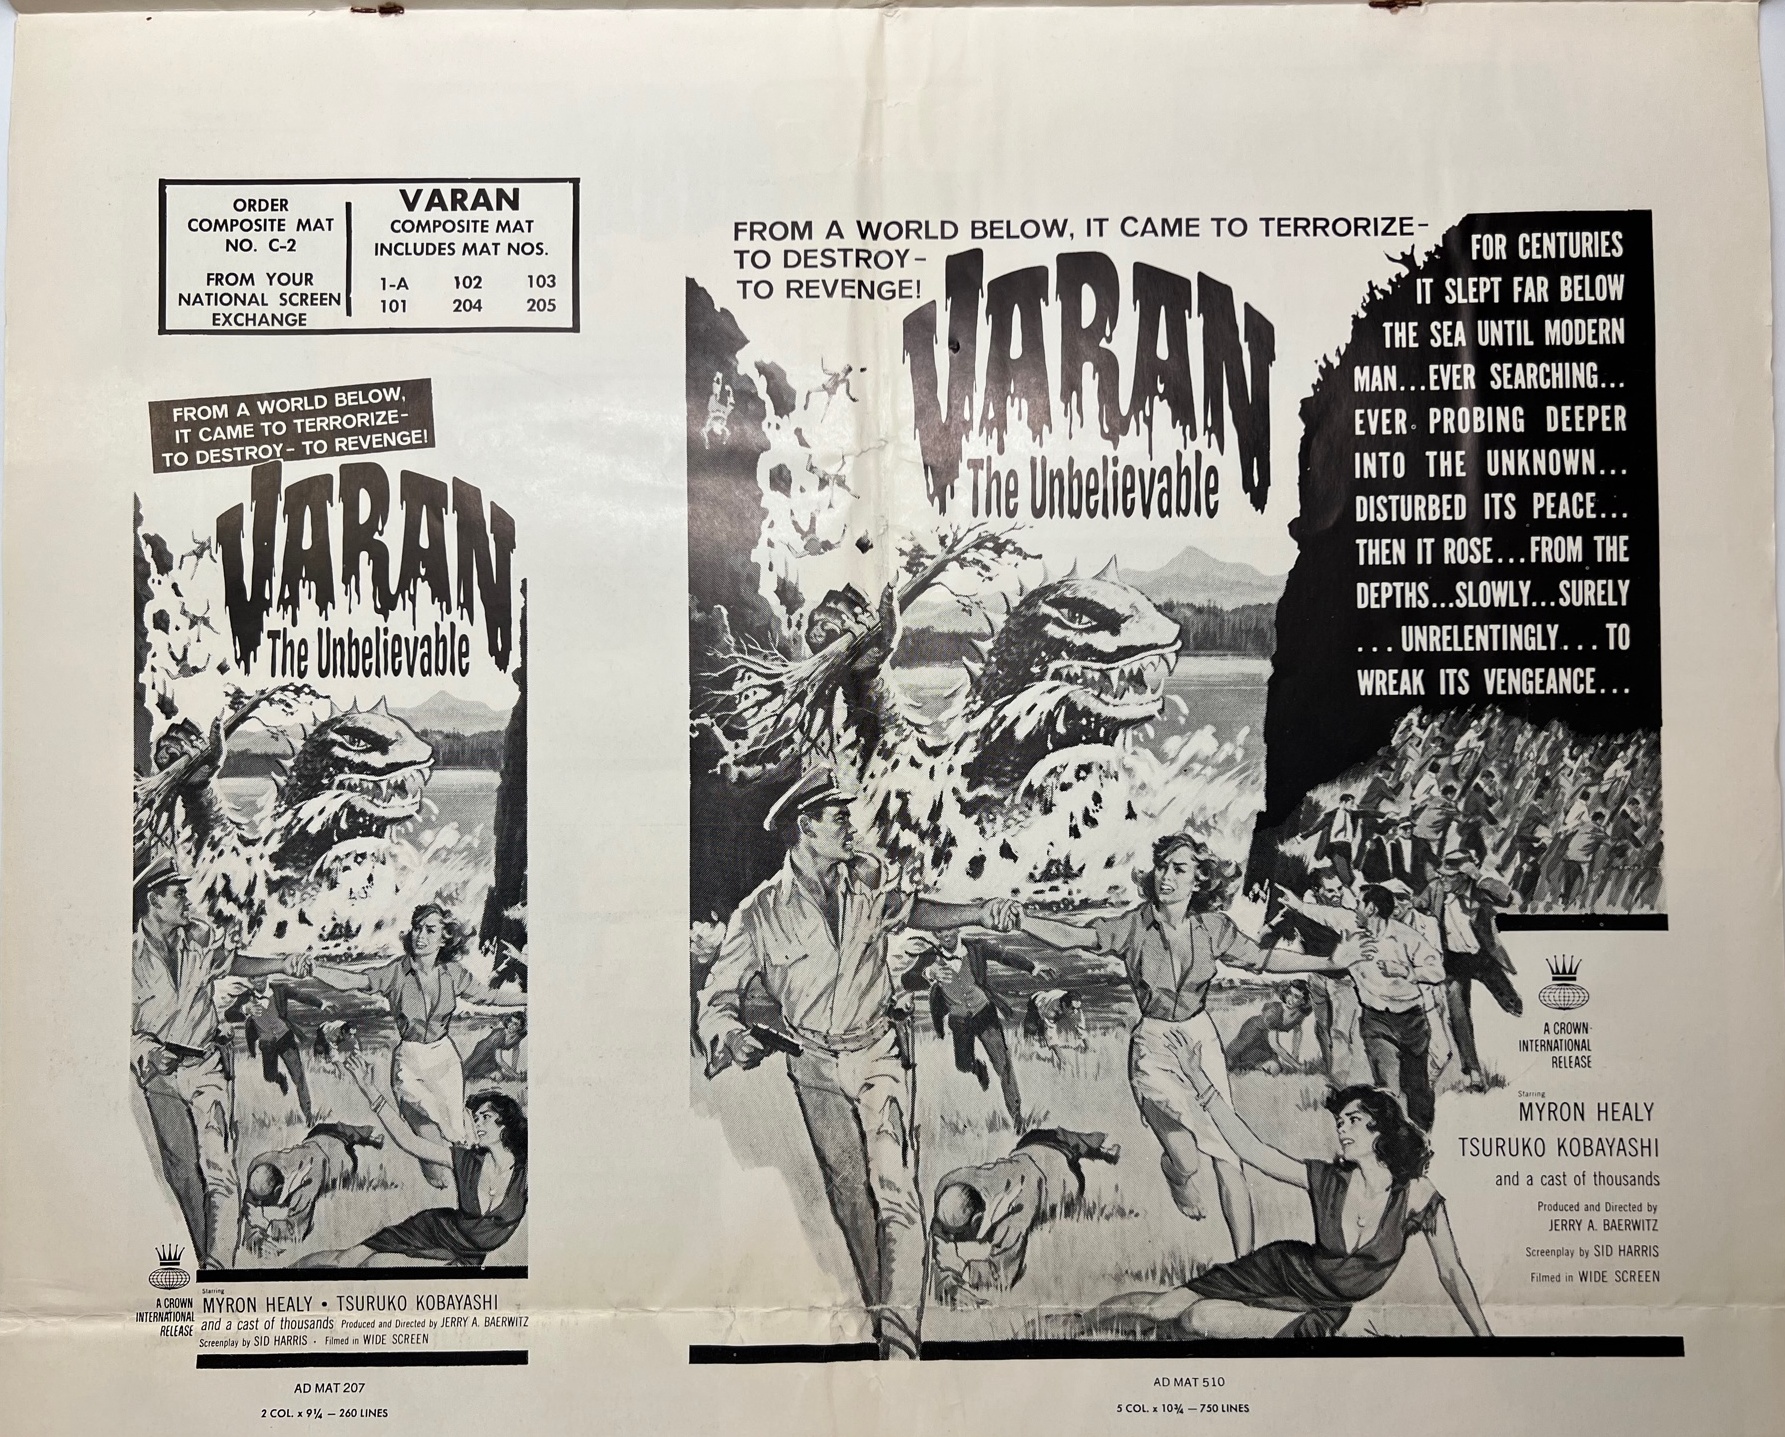 ORDER
COMPOSITE MAT
NO. C-2
FROM YOUR
NATIONAL SCREEN
EXCHANGE
VARAN
COMPOSITE MAT
INCLUDES MAT NOS.
1-A 102 103
101 204 205
FROM A WORLD BELOW,
IT CAME TO TERRORIZE-
TO DESTROY- TO REVENGE!
VARAN
The Unbelievable
A CROWN
INTERNATIONAL
RELEASE
Starring
MYRON HEALY • TSURUKO KOBAYASHI
and a cast of thousands Produced and Directed by JERRY A. BAERWITZ
Screenplay by SID HARRIS · Filmed in WIDE SCREEN
AD MAT 207
2 COL. x 9¼ — 260 LINES
FROM A WORLD BELOW, IT CAME TO TERRORIZE-
TO DESTROY-
TO REVENGE!
VARAN
The Unbelievable
FOR CENTURIES
IT SLEPT FAR BELOW
THE SEA UNTIL MODERN
MAN...EVER SEARCHING...
EVER PROBING DEEPER
INTO THE UNKNOWN...
DISTURBED ITS PEACE...
THEN IT ROSE...FROM THE
DEPTHS...SLOWLY...SURELY
...UNRELENTINGLY...TO
WREAK ITS VENGEANCE...
A CROWN-
INTERNATIONAL
RELEASE
Starring
MYRON HEALY
TSURUKO KOBAYASHI
and a cast of thousands
Produced and Directed by
JERRY A. BAERWITZ
Screenplay by SID HARRIS
Filmed in WIDE SCREEN
AD MAT 510
5 COL. x 10¾ — 750 LINES